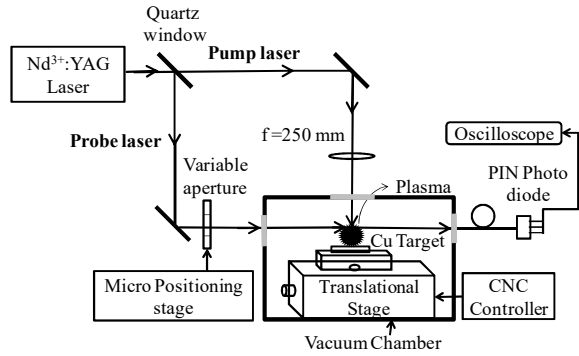 Quartz
window
Nd³⁺:YAG
Laser
Pump laser
Probe laser
f=250 mm
Variable
aperture
Oscilloscope
PIN Photo
diode
Plasma
Cu Target
Micro Positioning
stage
Translational
Stage
CNC
Controller
Vacuum Chamber